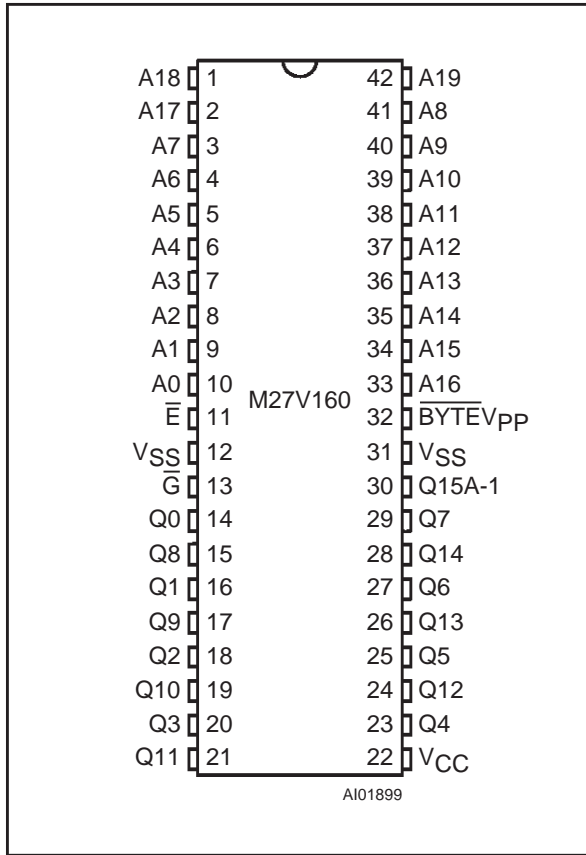 A18 1 42 A19
A17 2 41 A8
A7 3 40 A9
A6 4 39 A10
A5 5 38 A11
A4 6 37 A12
A3 7 36 A13
A2 8 35 A14
A1 9 34 A15
A0 10 33 A16
M27V160
E̅ 11 32 B̅Y̅T̅E̅VPP
VSS 12 31 VSS
G̅ 13 30 Q15A-1
Q0 14 29 Q7
Q8 15 28 Q14
Q1 16 27 Q6
Q9 17 26 Q13
Q2 18 25 Q5
Q10 19 24 Q12
Q3 20 23 Q4
Q11 21 22 VCC
AI01899